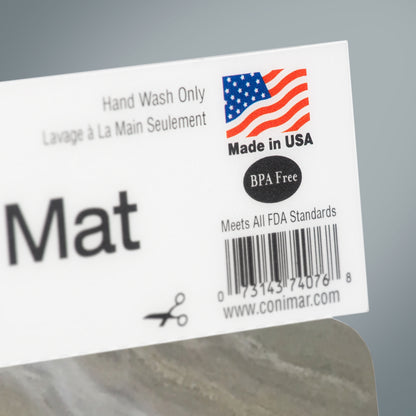 Hand Wash Only
Lavage à La Main Seulement
Mat
Made in USA
BPA Free
Meets All FDA Standards
0 73143 74076 8
www.conimar.com